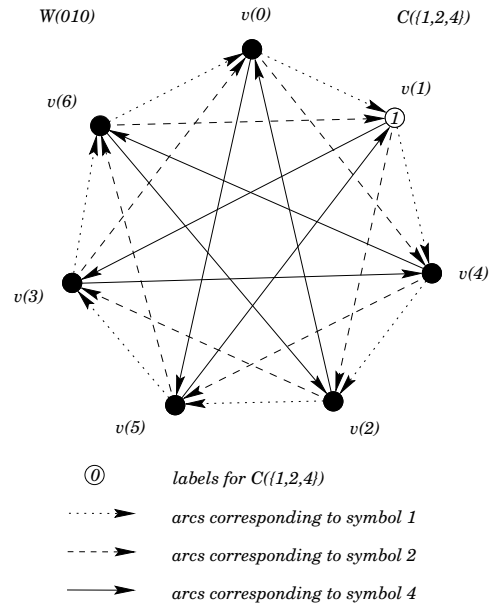 W(010)
v(0)
C({1,2,4})
v(6)
v(1)
1
v(3)
v(4)
v(5)
v(2)
0
labels for C({1,2,4})
arcs corresponding to symbol 1
arcs corresponding to symbol 2
arcs corresponding to symbol 4